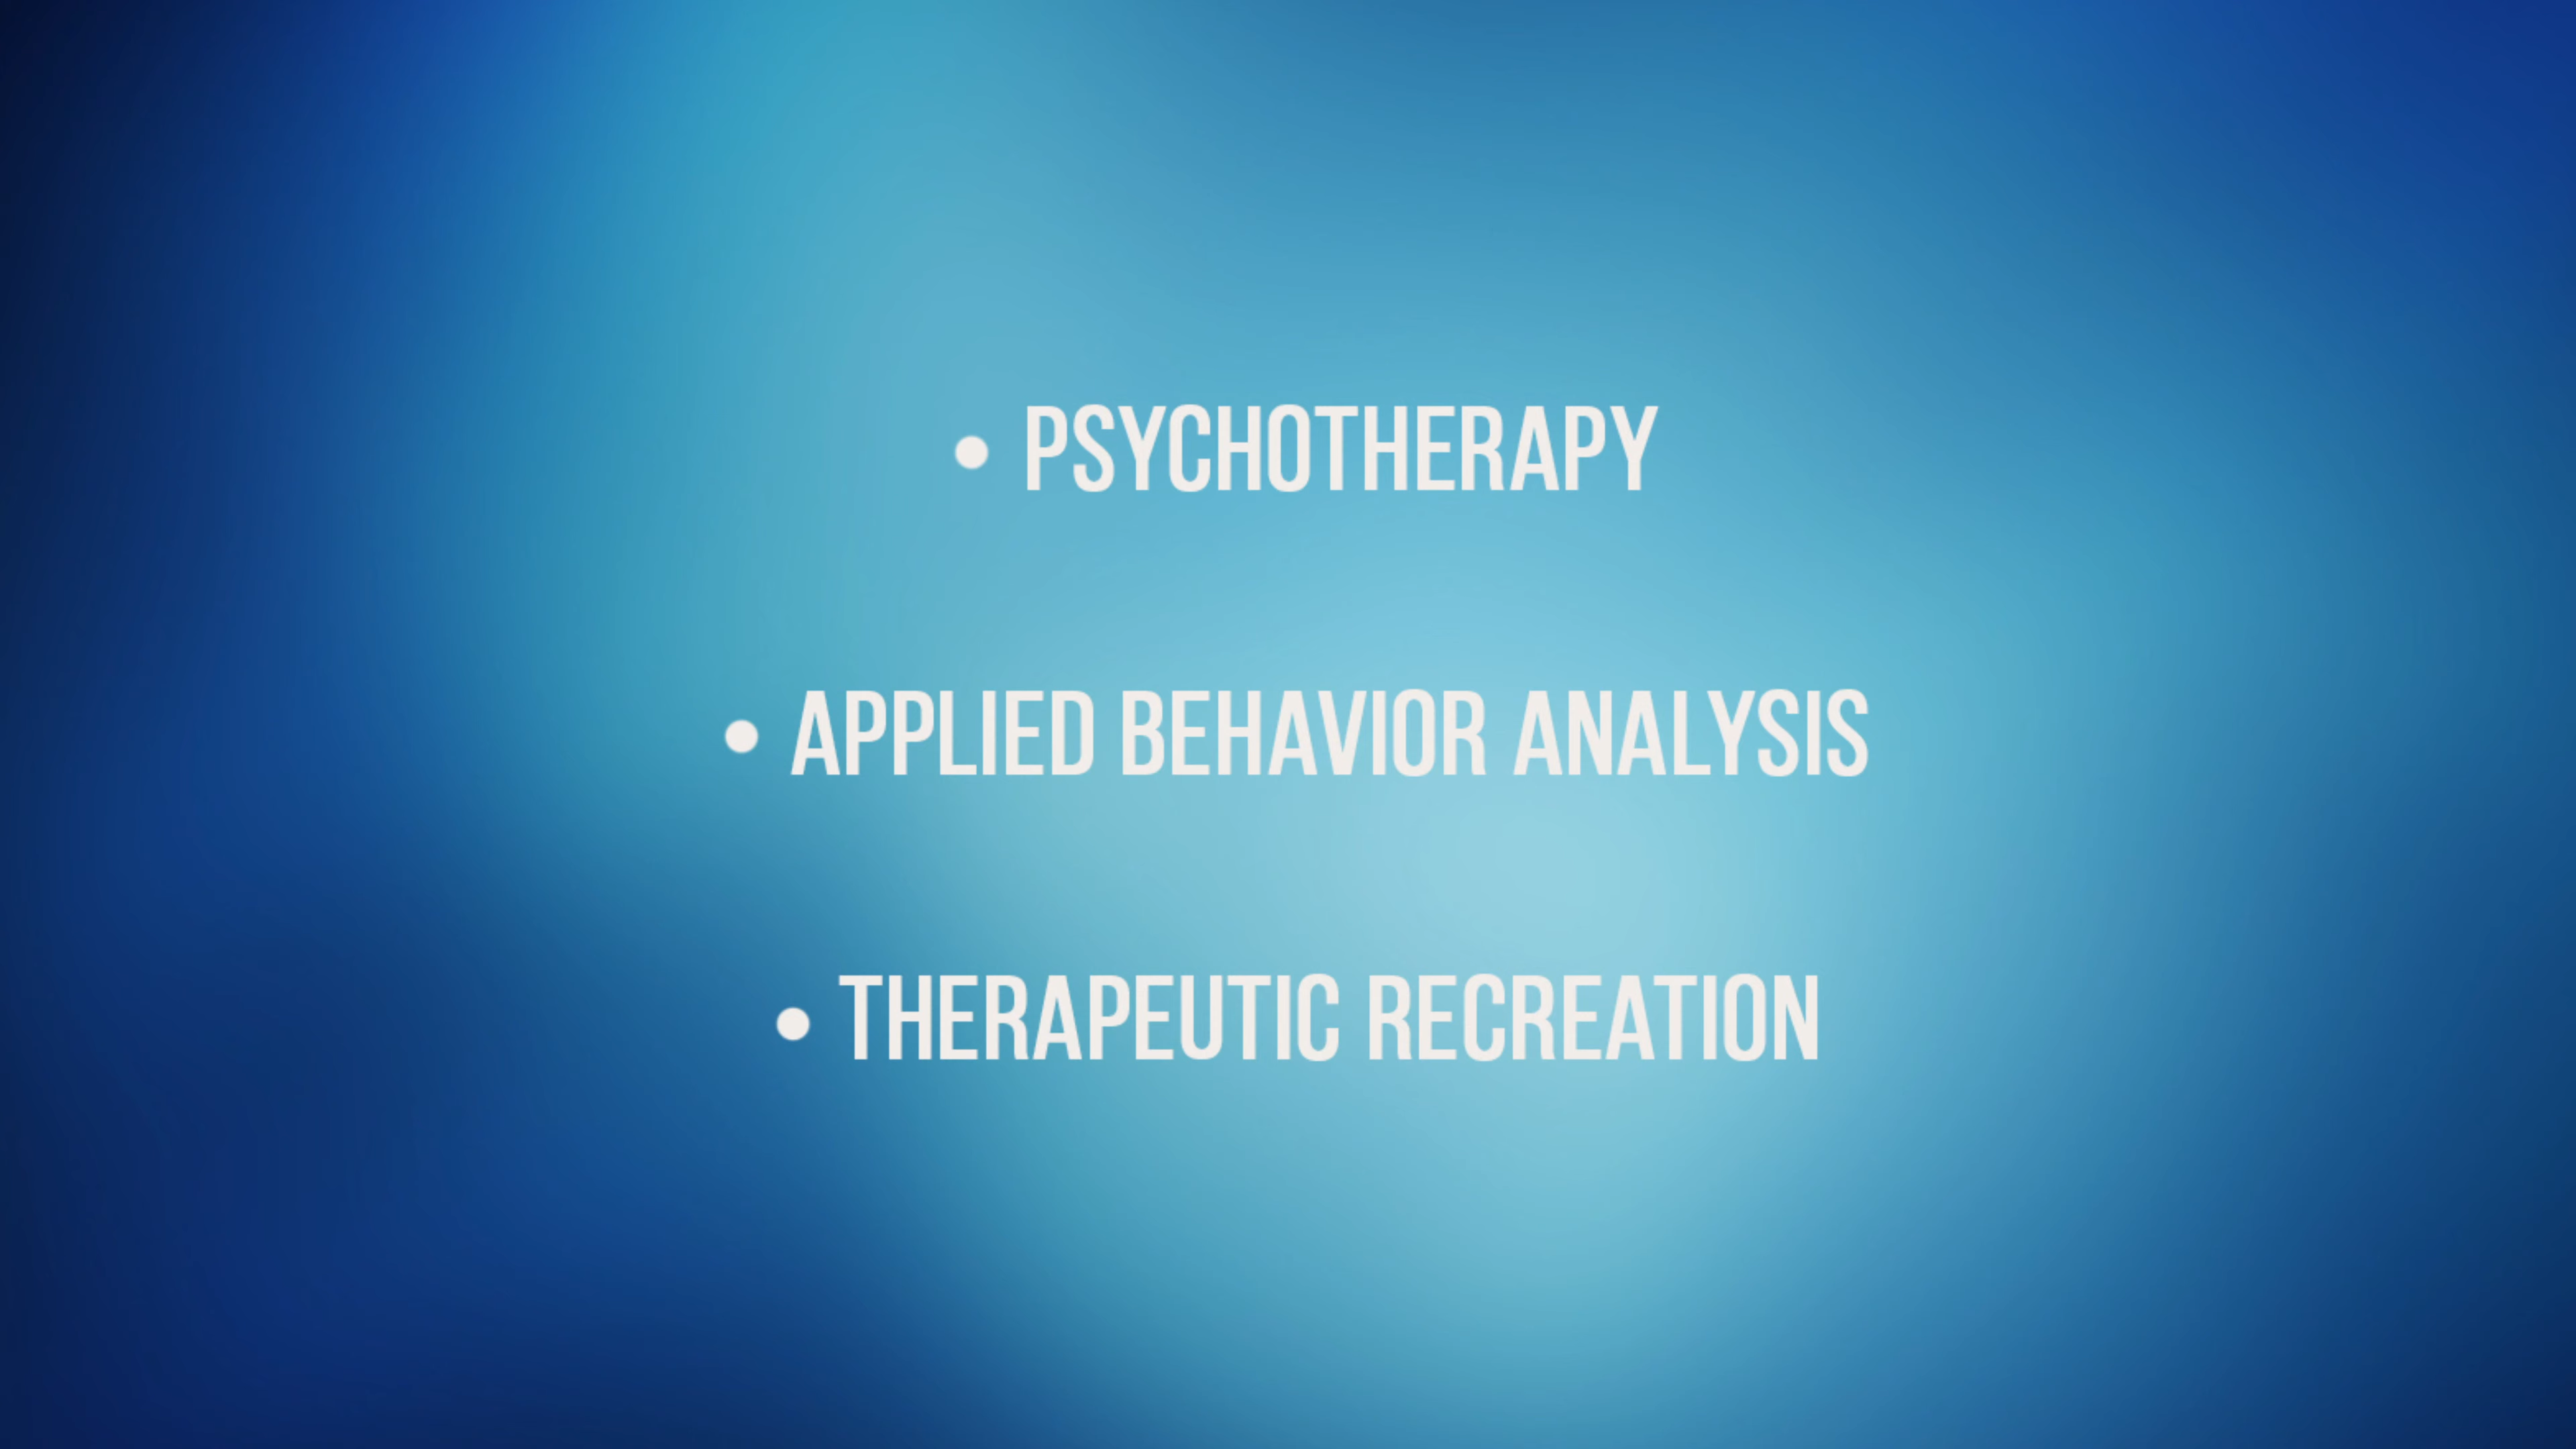 • PSYCHOTHERAPY
• APPLIED BEHAVIOR ANALYSIS
• THERAPEUTIC RECREATION